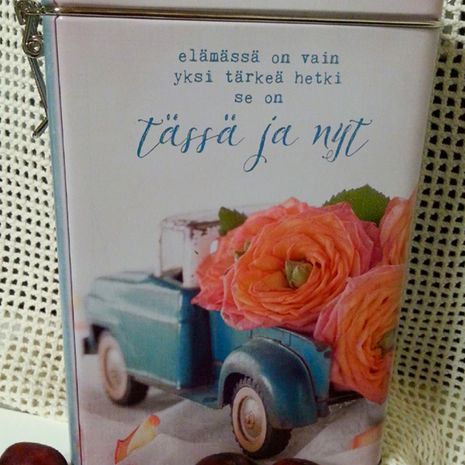 elämässä on vain
yksi tärkeä hetki
se on
tässä ja nyt